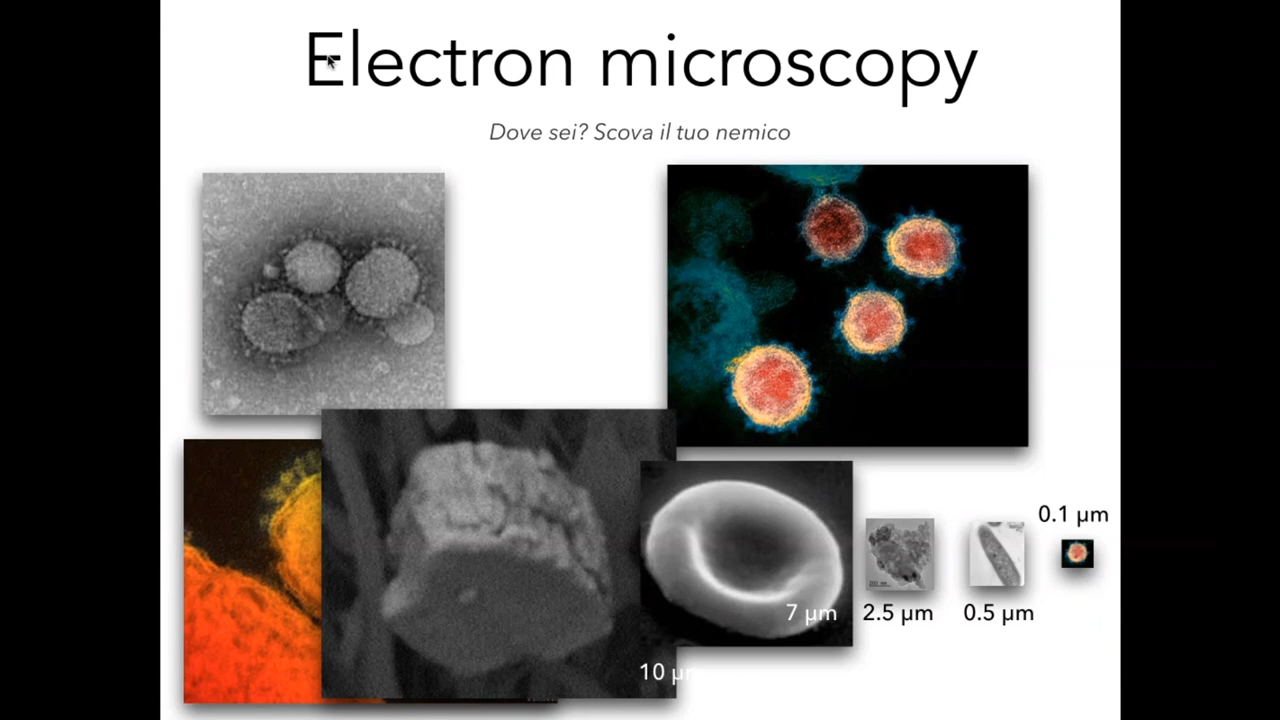 Electron microscopy
Dove sei? Scova il tuo nemico
0.1 µm
7 µm
2.5 µm
0.5 µm
10 µm